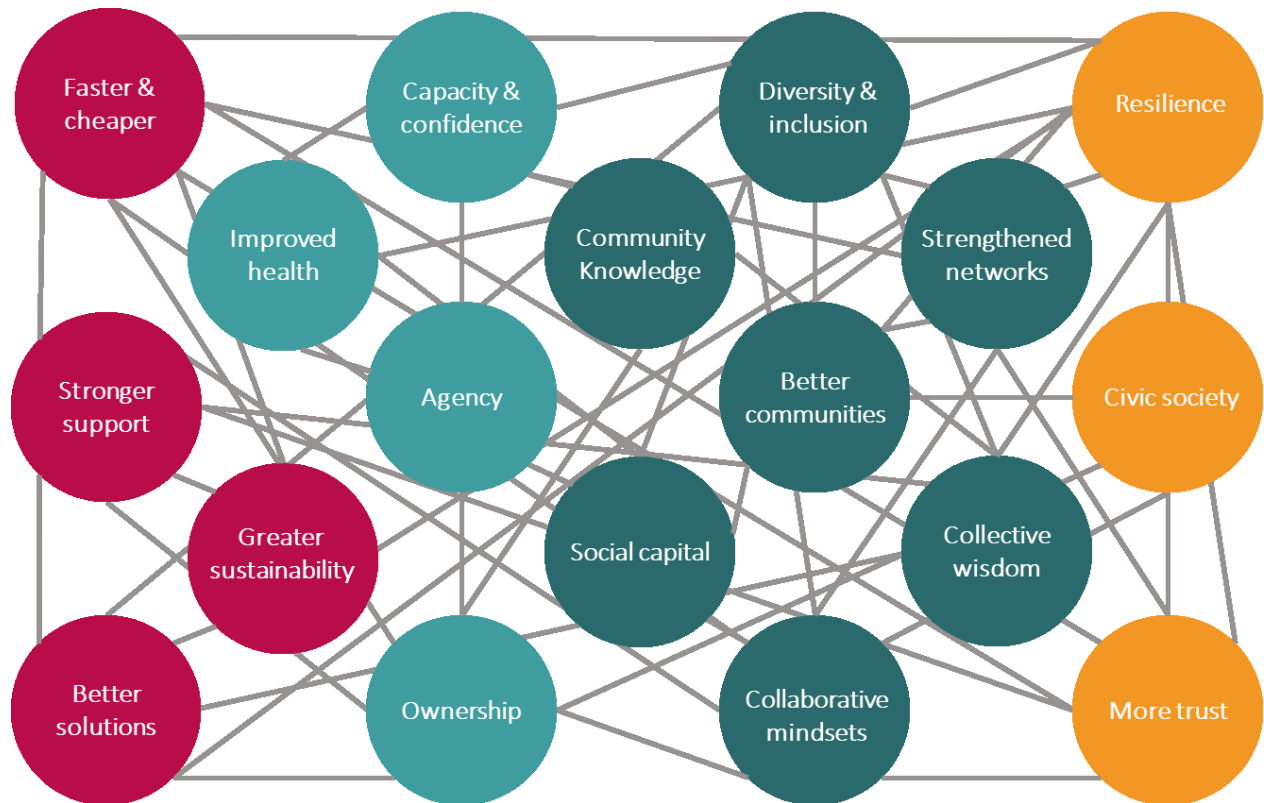 Faster &
cheaper
Capacity &
confidence
Diversity &
inclusion
Resilience
Improved
health
Community
Knowledge
Strengthened
networks
Stronger
support
Agency
Better
communities
Civic society
Greater
sustainability
Social capital
Collective
wisdom
Better
solutions
Ownership
Collaborative
mindsets
More trust